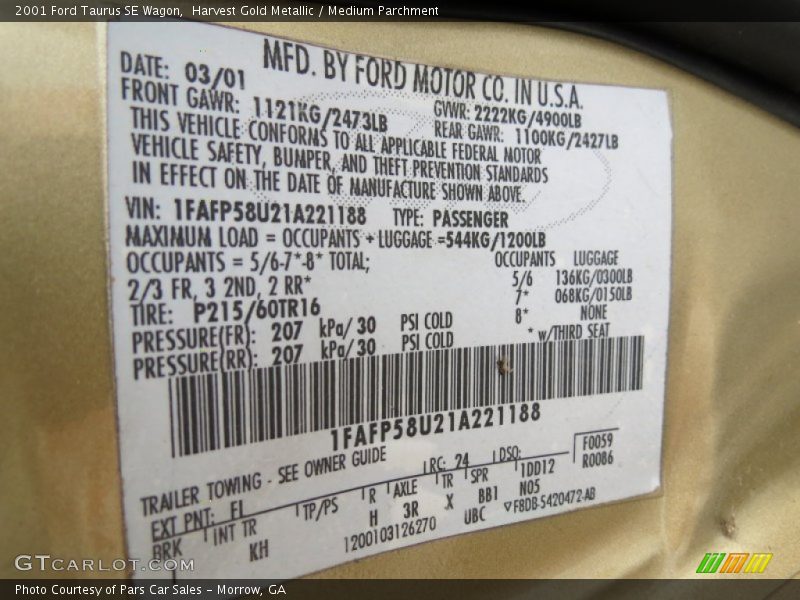 2001 Ford Taurus SE Wagon,  Harvest Gold Metallic / Medium Parchment
MFD. BY FORD MOTOR CO. IN U.S.A.
DATE: 03/01
GVWR: 2222KG/4900LB
FRONT GAWR: 1121KG/2473LB
REAR GAWR: 1100KG/2427LB
THIS VEHICLE CONFORMS TO ALL APPLICABLE FEDERAL MOTOR
VEHICLE SAFETY, BUMPER, AND THEFT PREVENTION STANDARDS
IN EFFECT ON THE DATE OF MANUFACTURE SHOWN ABOVE.
VIN: 1FAFP58U21A221188 TYPE: PASSENGER
MAXIMUM LOAD = OCCUPANTS + LUGGAGE =544KG/1200LB
OCCUPANTS = 5/6-7*-8* TOTAL; OCCUPANTS LUGGAGE
2/3 FR, 3 2ND, 2 RR* 5/6 136KG/0300LB
7* 068KG/0150LB
TIRE: P215/60TR16 8* NONE
PRESSURE(FR): 207 kPa/ 30 PSI COLD * w/THIRD SEAT
PRESSURE(RR): 207 kPa/ 30 PSI COLD
1FAFP58U21A221188
TRAILER TOWING - SEE OWNER GUIDE
EXT PNT: FJ RC: 24 DSO: F0059
R0086
BRK INT TR TP/PS R AXLE TR SPR 1DD12
KH H 3R X BB1 N05
1200103126270 UBC F8DB-5420472-AB
GTcarlot.com
Photo Courtesy of Pars Car Sales - Morrow, GA